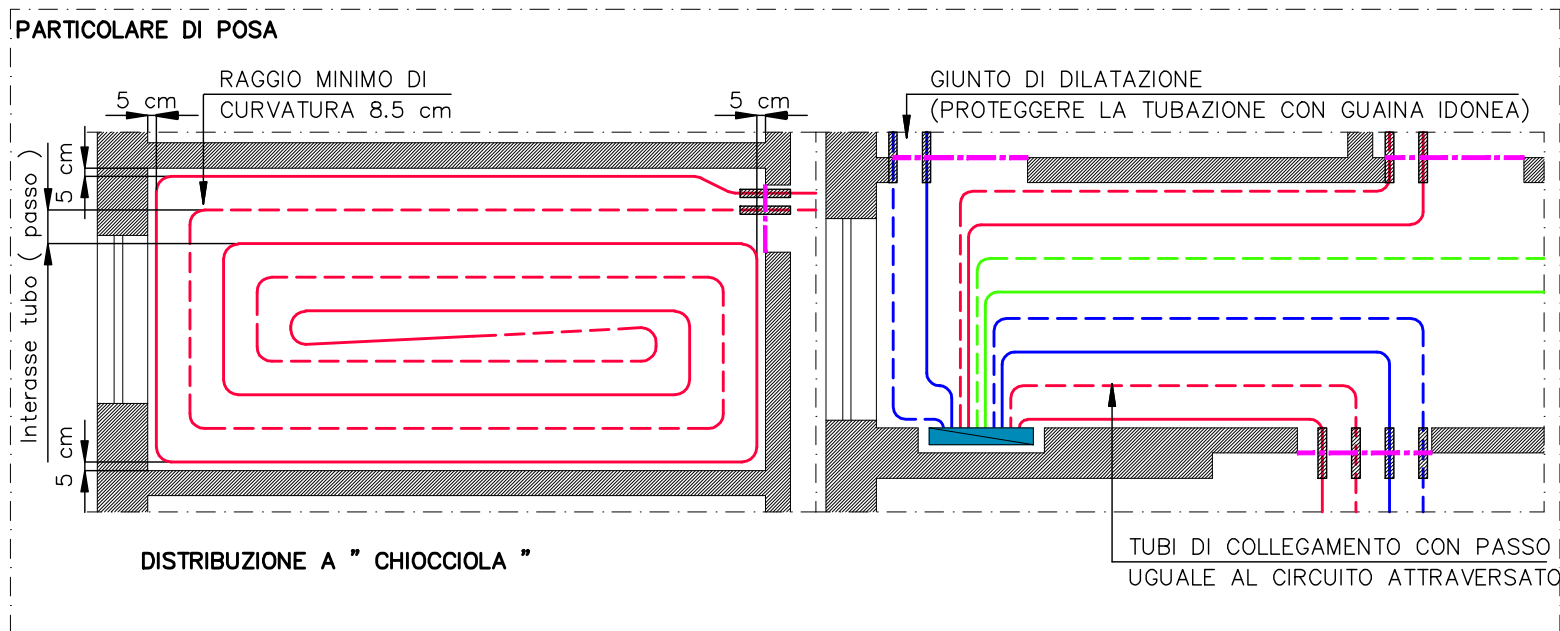 PARTICOLARE DI POSA
RAGGIO MINIMO DI
CURVATURA 8.5 cm
5 cm
5 cm
GIUNTO DI DILATAZIONE
(PROTEGGERE LA TUBAZIONE CON GUAINA IDONEA)
5 cm
Interasse tubo ( passo )
5 cm
DISTRIBUZIONE A " CHIOCCIOLA "
TUBI DI COLLEGAMENTO CON PASSO
UGUALE AL CIRCUITO ATTRAVERSATO